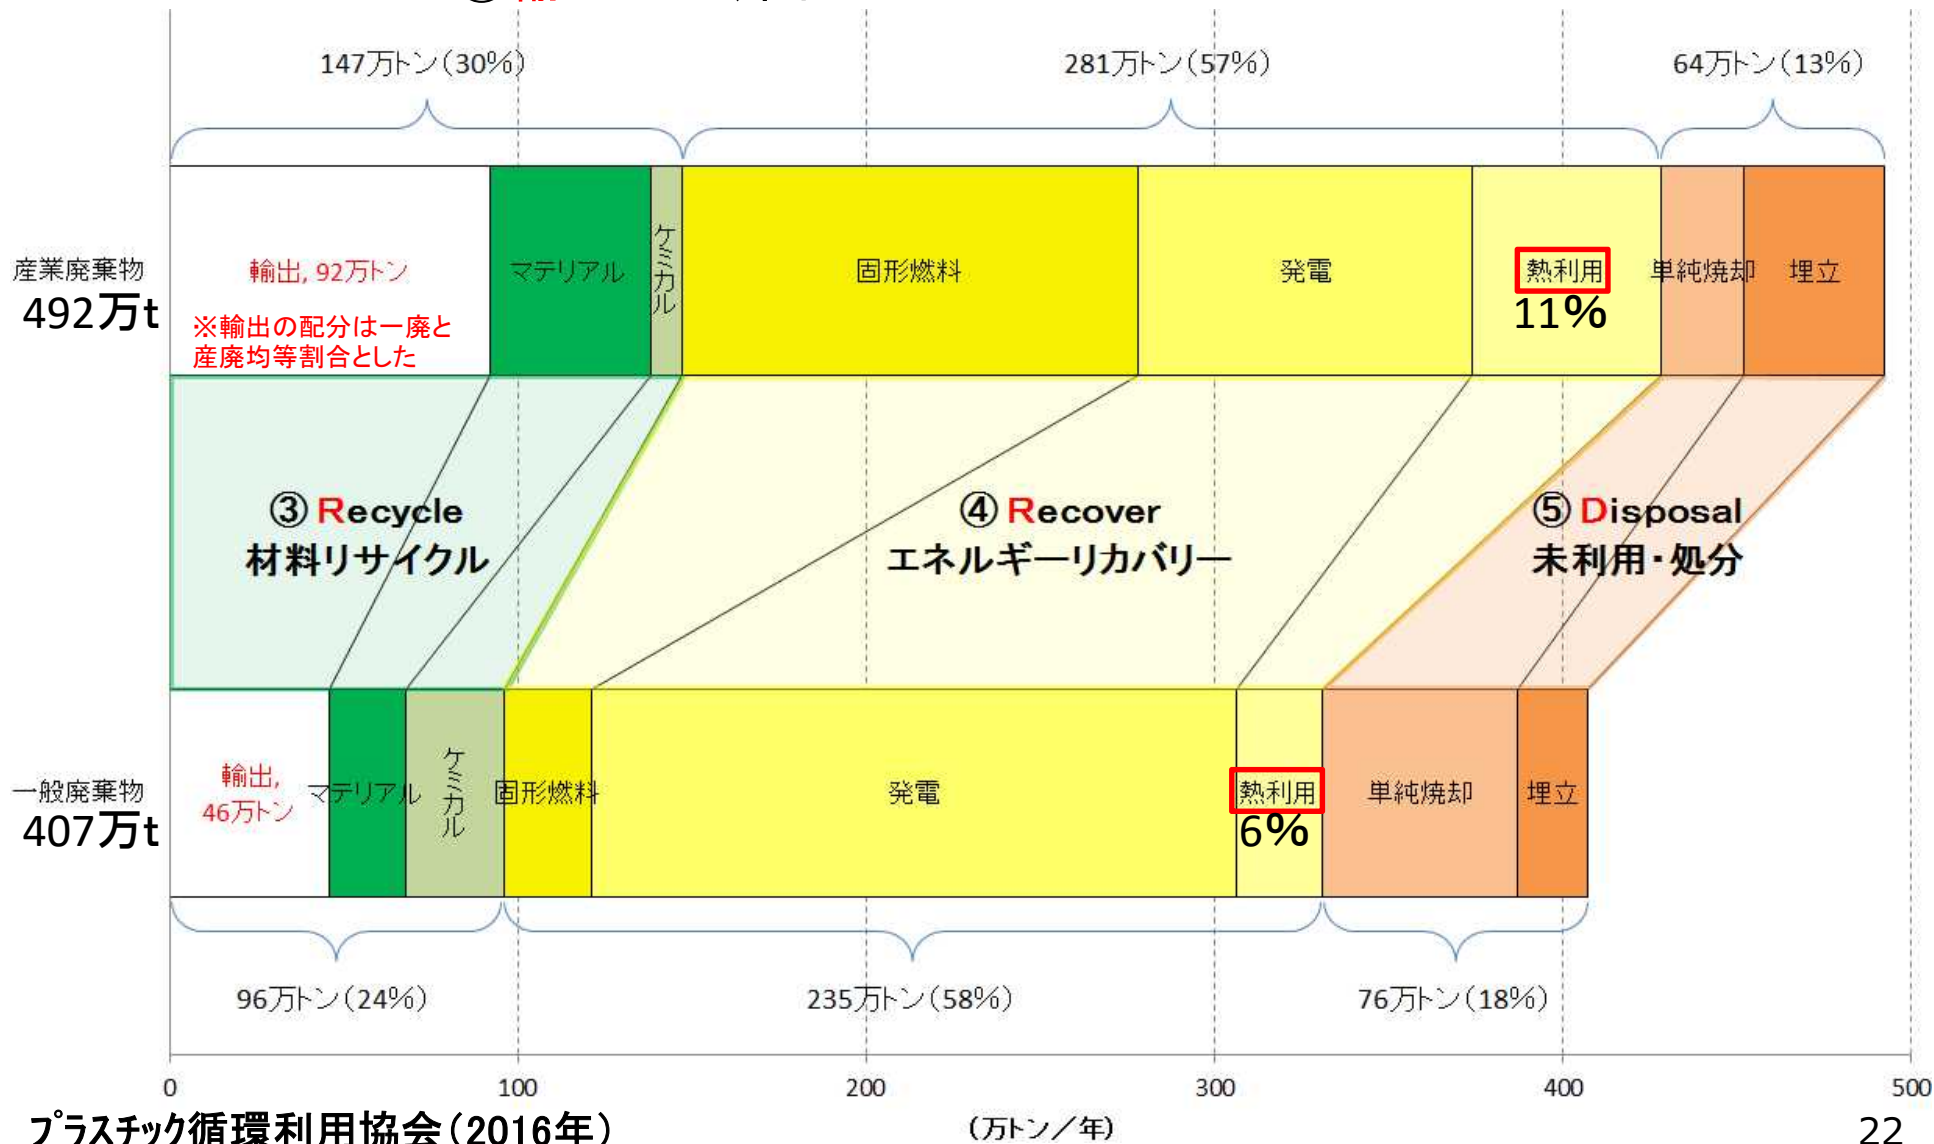 147万トン(30%)
281万トン(57%)
64万トン(13%)
産業廃棄物
492万t
輸出, 92万トン
※輸出の配分は一廃と
産廃均等割合とした
マテリアル
ケミカル
固形燃料
発電
熱利用
11%
単純焼却
埋立
③ Recycle
材料リサイクル
④ Recover
エネルギーリカバリー
⑤ Disposal
未利用・処分
一般廃棄物
407万t
輸出,
46万トン
マテリアル
ケミカル
固形燃料
発電
熱利用
6%
単純焼却
埋立
96万トン(24%)
235万トン(58%)
76万トン(18%)
0
100
200
300
400
500
(万トン/年)
プラスチック循環利用協会(2016年)
22